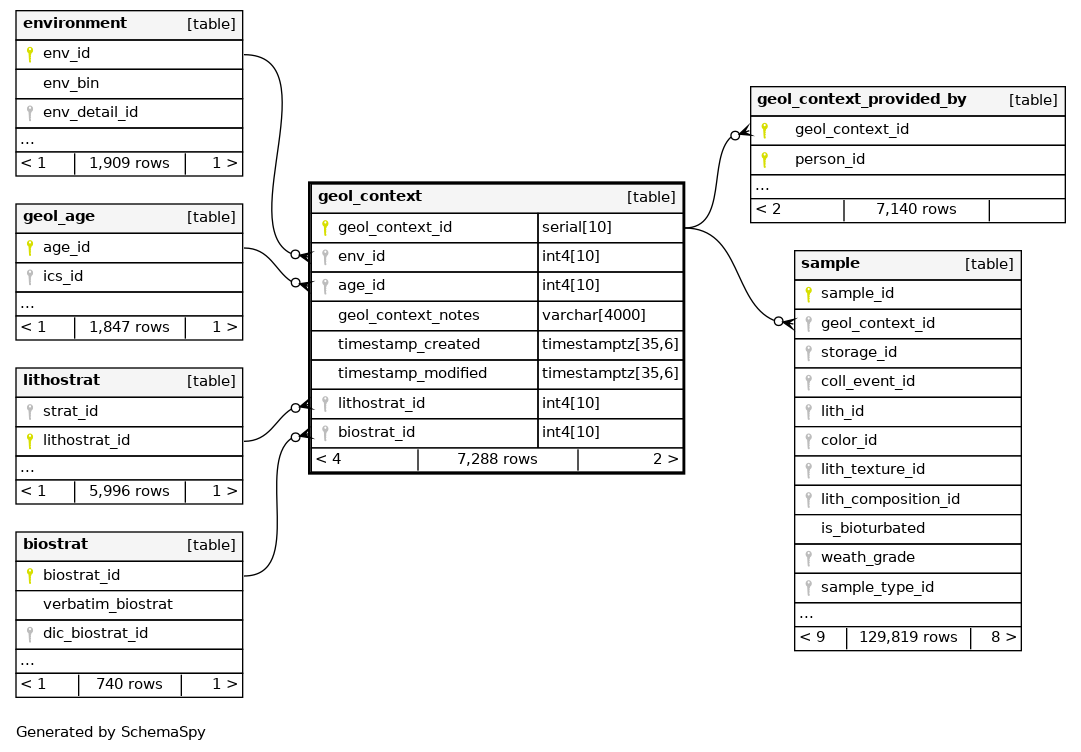 environment [table]
env_id
env_bin
env_detail_id
...
< 1 1,909 rows 1 >
geol_age [table]
age_id
ics_id
...
< 1 1,847 rows 1 >
lithostrat [table]
strat_id
lithostrat_id
...
< 1 5,996 rows 1 >
biostrat [table]
biostrat_id
verbatim_biostrat
dic_biostrat_id
...
< 1 740 rows 1 >
geol_context [table]
geol_context_id serial[10]
env_id int4[10]
age_id int4[10]
geol_context_notes varchar[4000]
timestamp_created timestamptz[35,6]
timestamp_modified timestamptz[35,6]
lithostrat_id int4[10]
biostrat_id int4[10]
< 4 7,288 rows 2 >
geol_context_provided_by [table]
geol_context_id
person_id
...
< 2 7,140 rows
sample [table]
sample_id
geol_context_id
storage_id
coll_event_id
lith_id
color_id
lith_texture_id
lith_composition_id
is_bioturbated
weath_grade
sample_type_id
...
< 9 129,819 rows 8 >
Generated by SchemaSpy